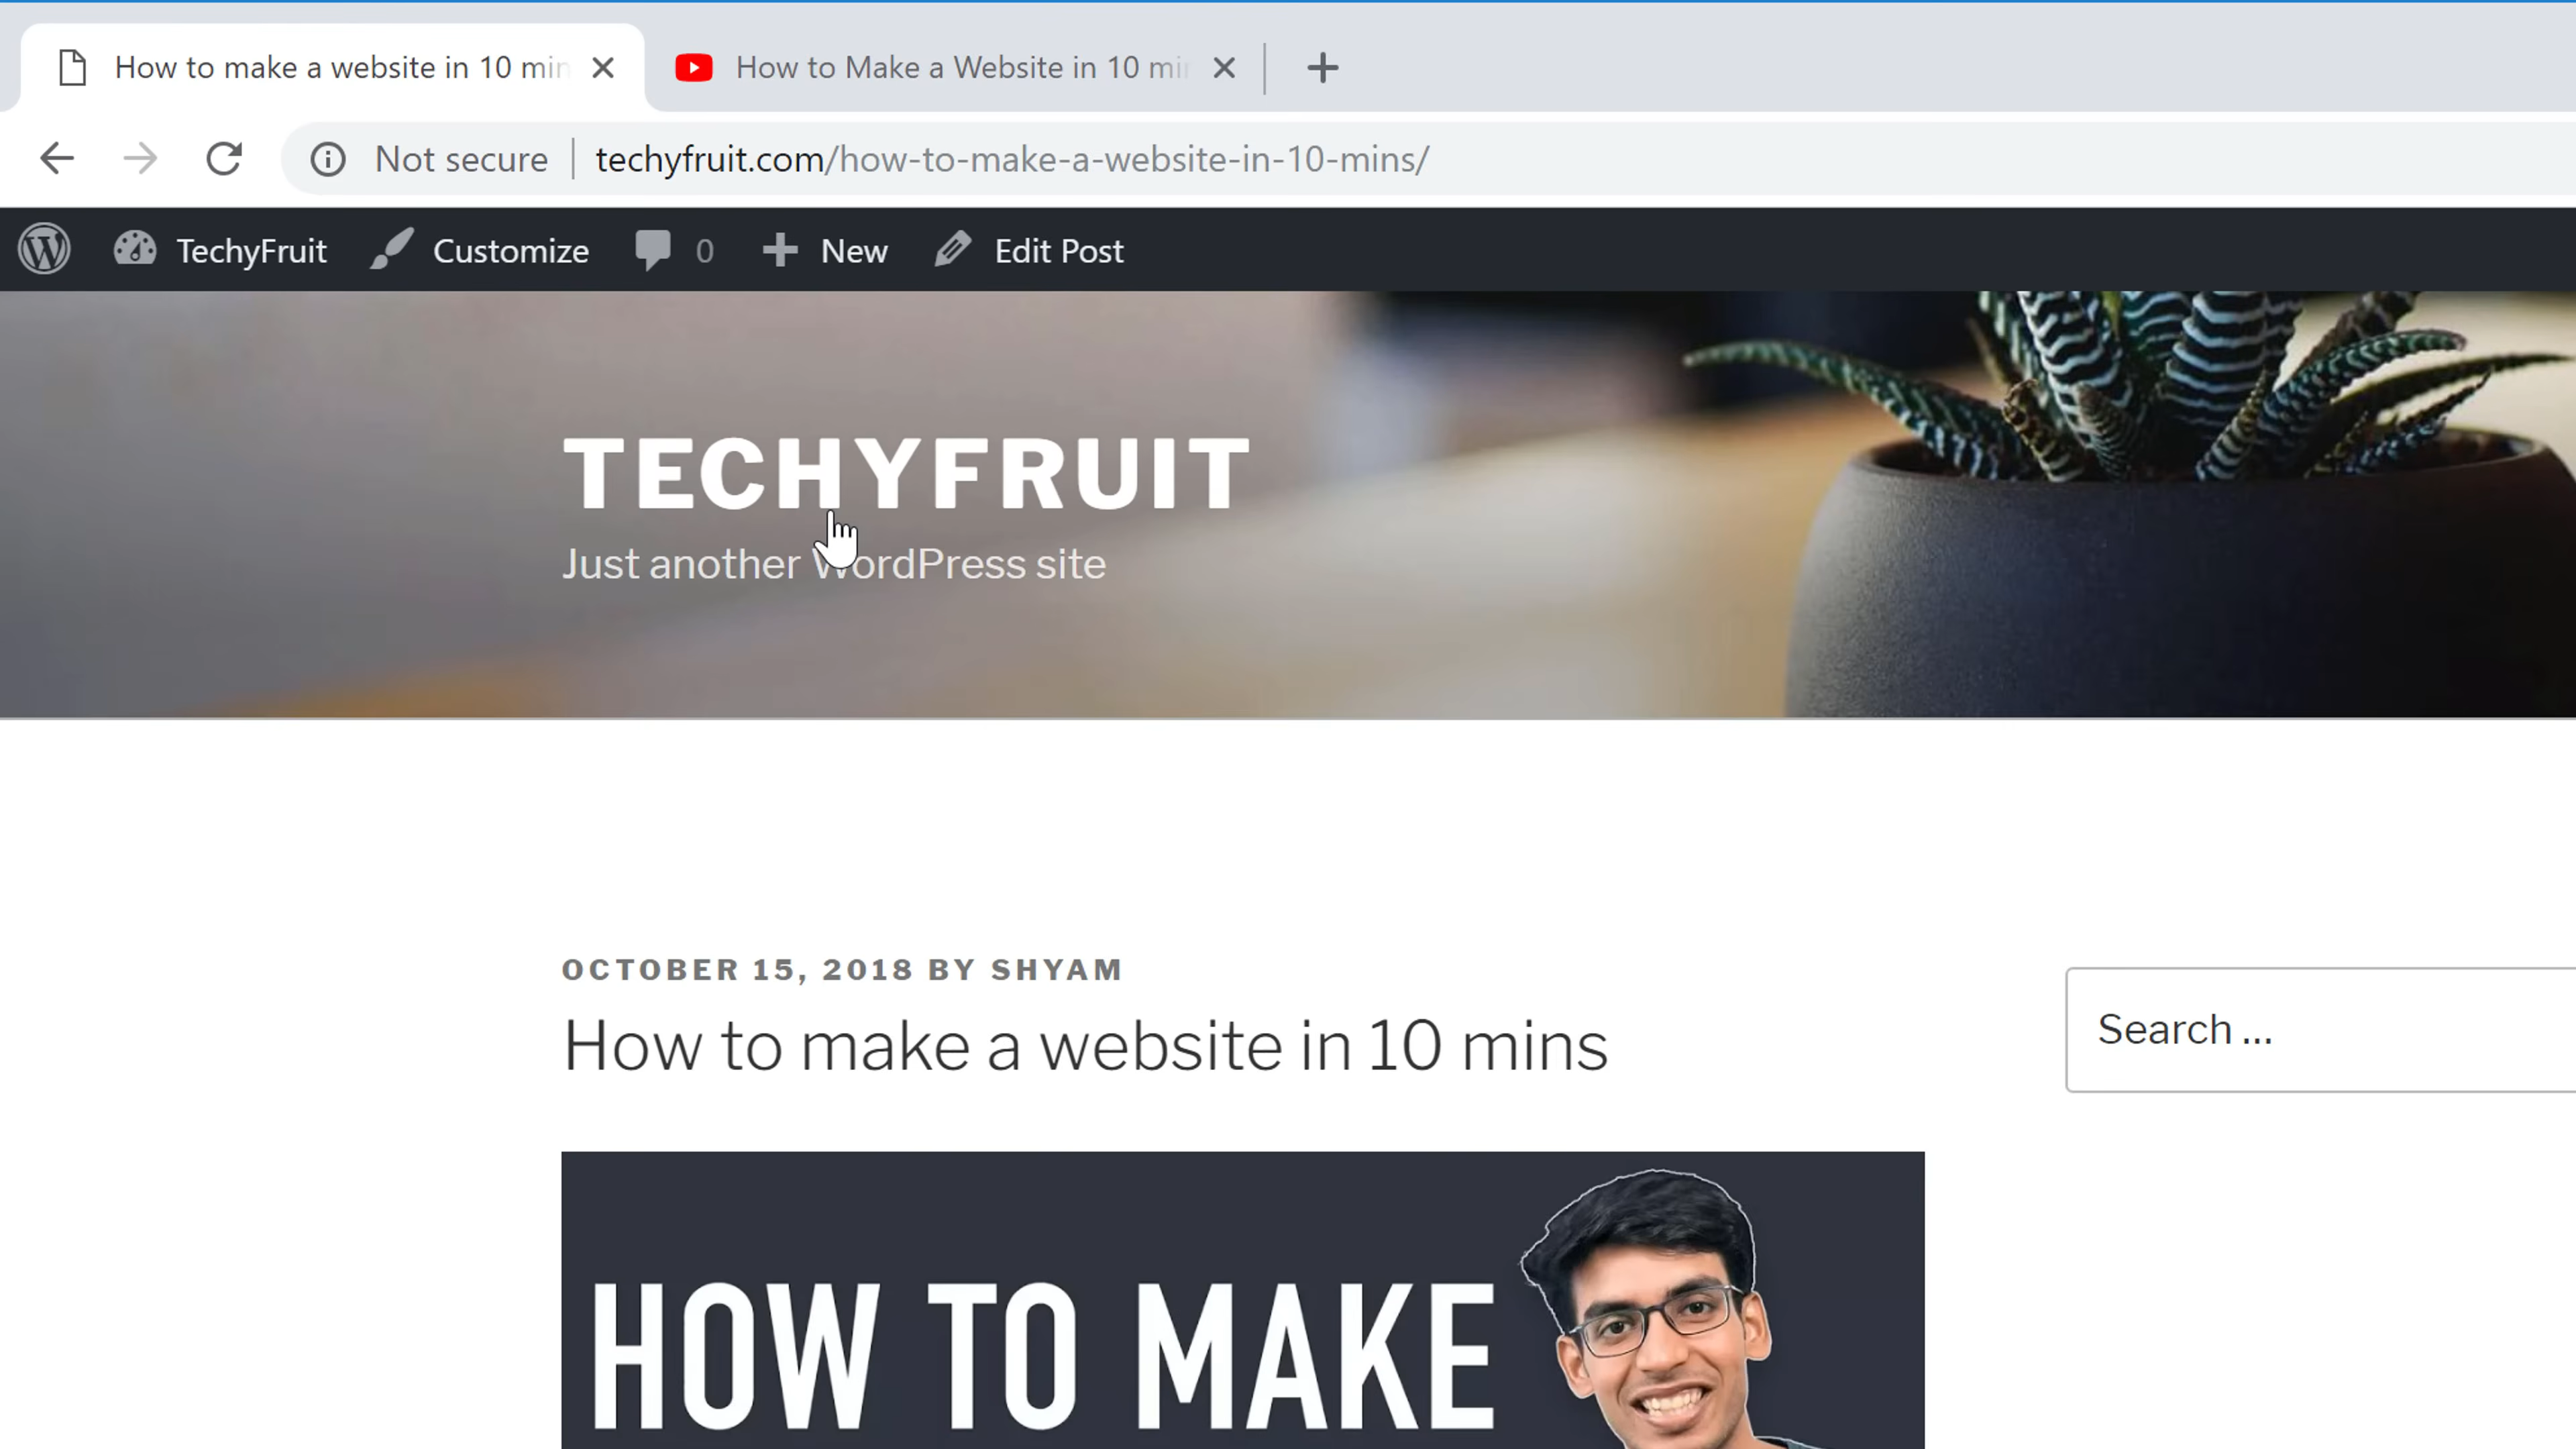 How to make a website in 10 min
How to Make a Website in 10 mi
Not secure
techyfruit.com/how-to-make-a-website-in-10-mins/
TechyFruit Customize 0 New Edit Post
TECHYFRUIT
Just another WordPress site
OCTOBER 15, 2018 BY SHYAM
How to make a website in 10 mins
Search ...
HOW TO MAKE